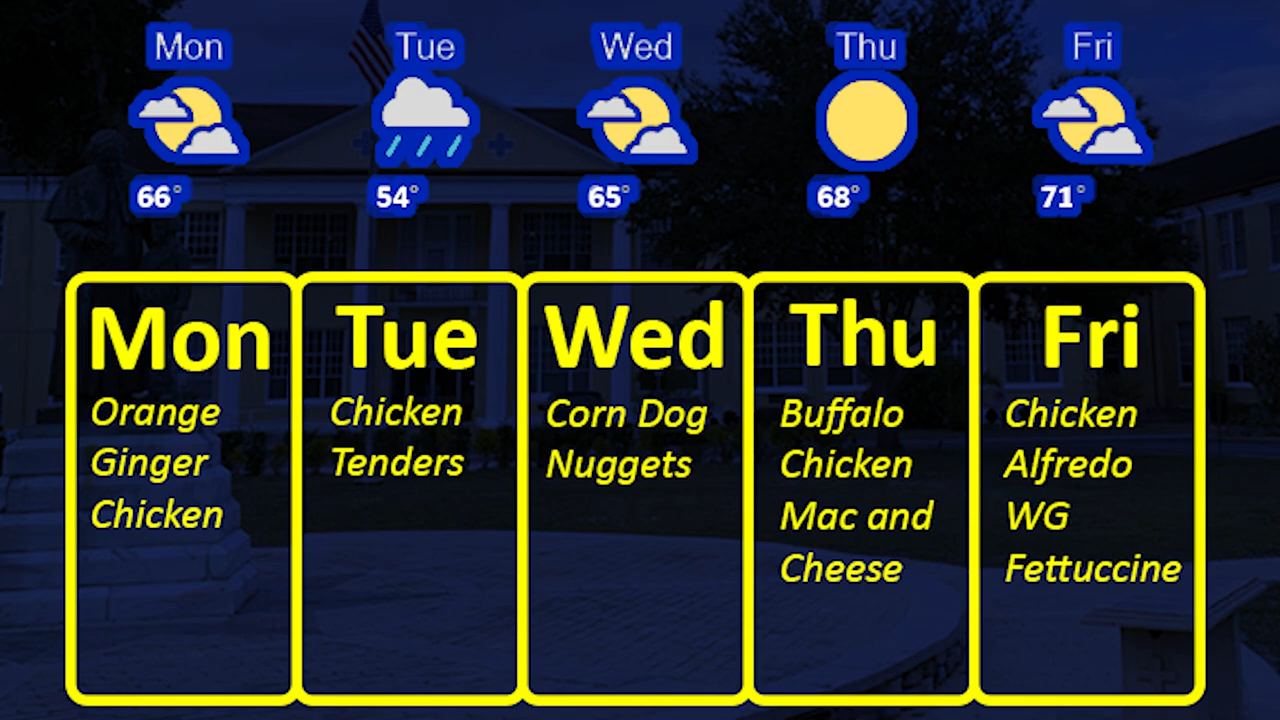 Mon Tue Wed Thu Fri
66° 54° 65° 68° 71°
Mon
Orange
Ginger
Chicken
Tue
Chicken
Tenders
Wed
Corn Dog
Nuggets
Thu
Buffalo
Chicken
Mac and
Cheese
Fri
Chicken
Alfredo
WG
Fettuccine